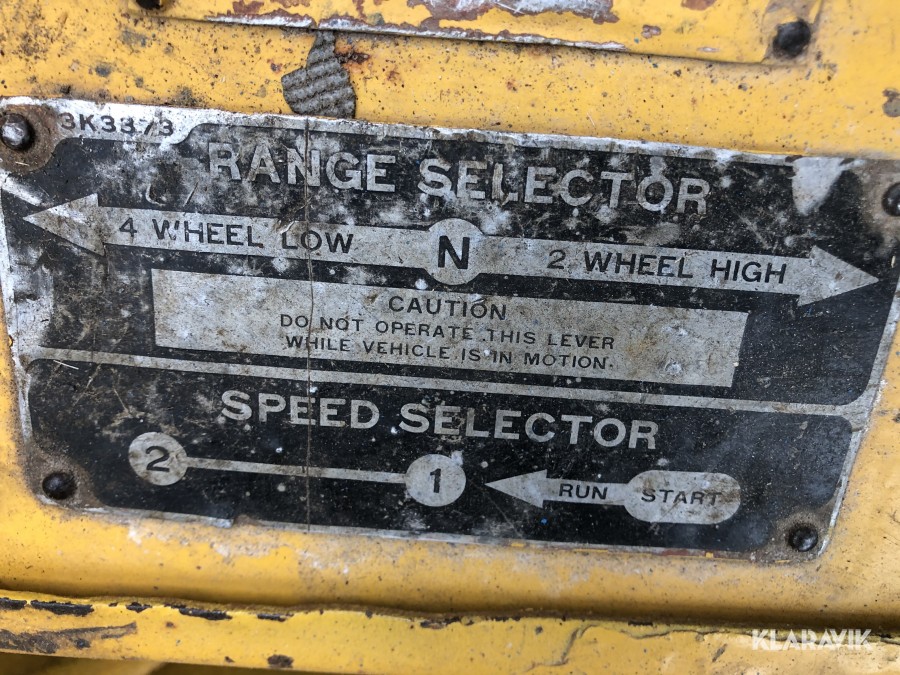 3K3373
RANGE SELECTOR
4 WHEEL LOW N 2 WHEEL HIGH
CAUTION
DO NOT OPERATE THIS LEVER
WHILE VEHICLE IS IN MOTION.
SPEED SELECTOR
2 1 RUN START
KLARAVIK